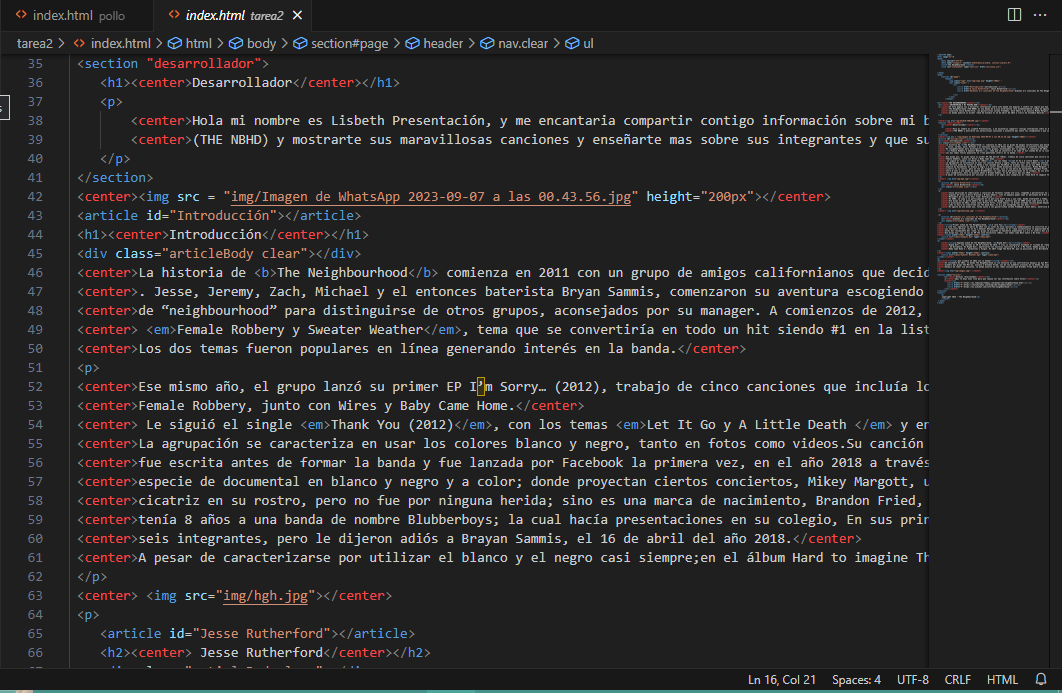 index.html pollo index.html tarea2
tarea2 > index.html > html > body > section#page > header > nav.clear > ul
35 <section "desarrollador">
36 <h1><center>Desarrollador</center></h1>
37 <p>
38 <center>Hola mi nombre es Lisbeth Presentación, y me encantaria compartir contigo información sobre mi b
39 <center>(THE NBHD) y mostrarte sus maravillosas canciones y enseñarte mas sobre sus integrantes y que su
40 </p>
41 </section>
42 <center><img src = "img/Imagen de WhatsApp 2023-09-07 a las 00.43.56.jpg" height="200px"></center>
43 <article id="Introducción"></article>
44 <h1><center>Introducción</center></h1>
45 <div class="articleBody clear"></div>
46 <center>La historia de <b>The Neighbourhood</b> comienza en 2011 con un grupo de amigos californianos que decid
47 <center>. Jesse, Jeremy, Zach, Michael y el entonces baterista Bryan Sammis, comenzaron su aventura escogiendo
48 <center>de “neighbourhood” para distinguirse de otros grupos, aconsejados por su manager. A comienzos de 2012,
49 <center> <em>Female Robbery y Sweater Weather</em>, tema que se convertiría en todo un hit siendo #1 en la list
50 <center>Los dos temas fueron populares en línea generando interés en la banda.</center>
51 <p>
52 <center>Ese mismo año, el grupo lanzó su primer EP I’m Sorry… (2012), trabajo de cinco canciones que incluía lo
53 <center>Female Robbery, junto con Wires y Baby Came Home.</center>
54 <center> Le siguió el single <em>Thank You (2012)</em>, con los temas <em>Let It Go y A Little Death </em> y en
55 <center>La agrupación se caracteriza en usar los colores blanco y negro, tanto en fotos como videos.Su canción
56 <center>fue escrita antes de formar la banda y fue lanzada por Facebook la primera vez, en el año 2018 a través
57 <center>especie de documental en blanco y negro y a color; donde proyectan ciertos conciertos, Mikey Margott, u
58 <center>cicatriz en su rostro, pero no fue por ninguna herida; sino es una marca de nacimiento, Brandon Fried,
59 <center>tenía 8 años a una banda de nombre Blubberboys; la cual hacía presentaciones en su colegio, En sus prin
60 <center>seis integrantes, pero le dijeron adiós a Brayan Sammis, el 16 de abril del año 2018.</center>
61 <center>A pesar de caracterizarse por utilizar el blanco y el negro casi siempre;en el álbum Hard to imagine Th
62 </p>
63 <center> <img src="img/hgh.jpg"></center>
64 <p>
65 <article id="Jesse Rutherford"></article>
66 <h2><center> Jesse Rutherford</center></h2>
Ln 16, Col 21 Spaces: 4 UTF-8 CRLF HTML